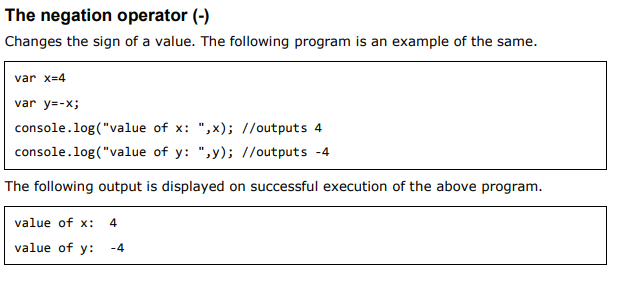 The negation operator (-)
Changes the sign of a value. The following program is an example of the same.
var x=4
var y=-x;
console.log("value of x: ",x); //outputs 4
console.log("value of y: ",y); //outputs -4
The following output is displayed on successful execution of the above program.
value of x:  4
value of y:  -4